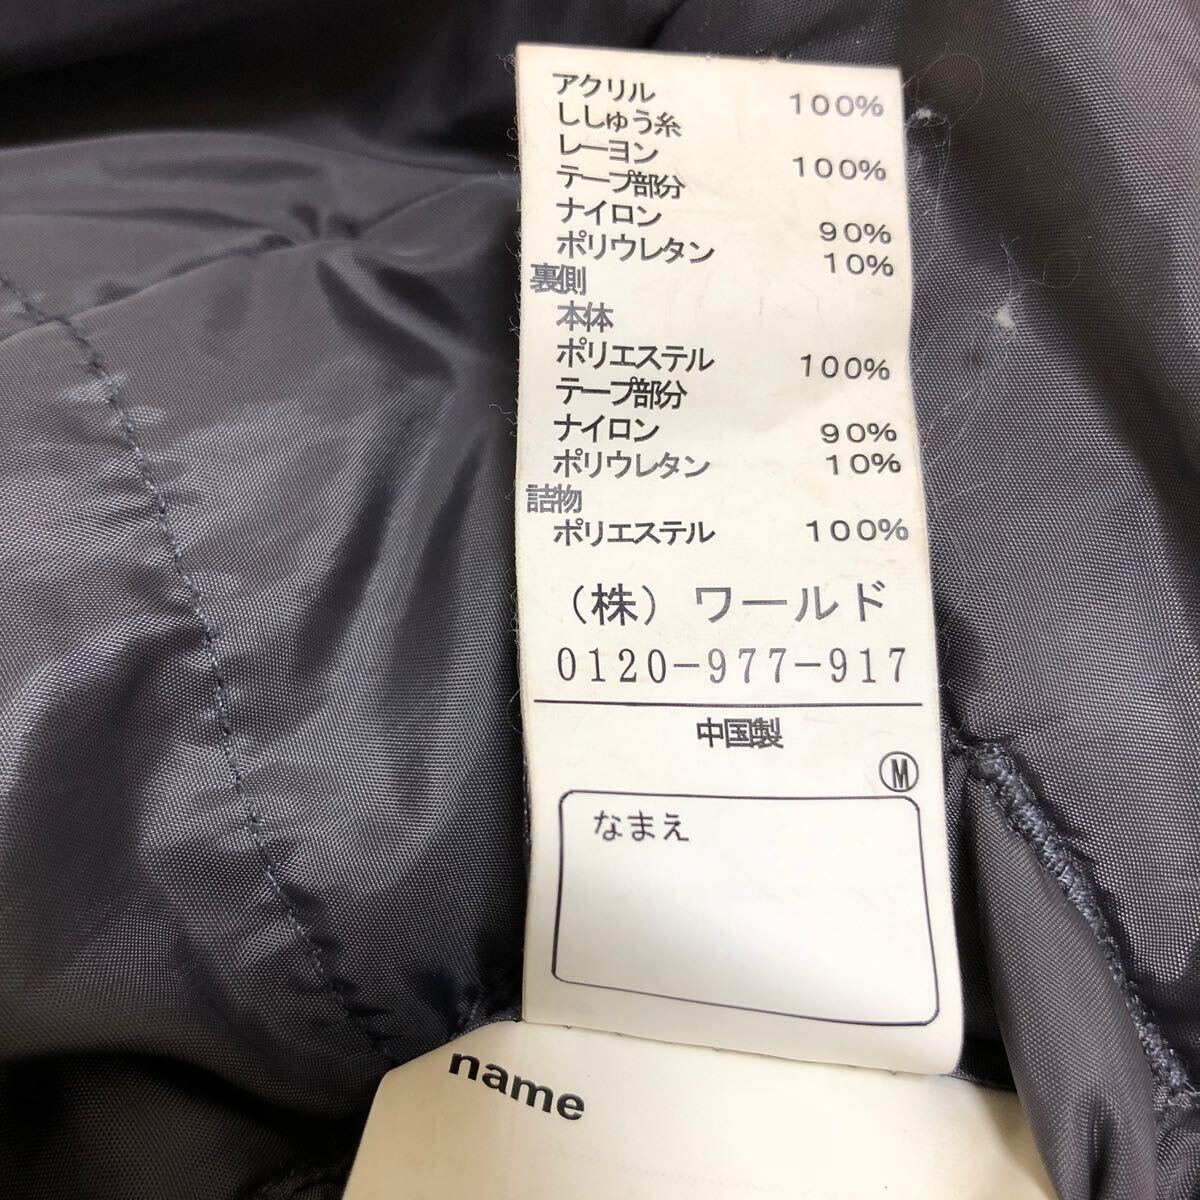 アクリル 100%
ししゅう糸
レーヨン 100%
テープ部分
ナイロン 90%
ポリウレタン 10%
裏側
本体
ポリエステル 100%
テープ部分
ナイロン 90%
ポリウレタン 10%
詰物
ポリエステル 100%
（株）ワールド
0120-977-917
中国製
Ⓜ
なまえ
name